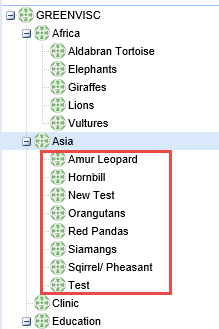 GREENVISC
Africa
Aldabran Tortoise
Elephants
Giraffes
Lions
Vultures
Asia
Amur Leopard
Hornbill
New Test
Orangutans
Red Pandas
Siamangs
Sqirrel/ Pheasant
Test
Clinic
Education